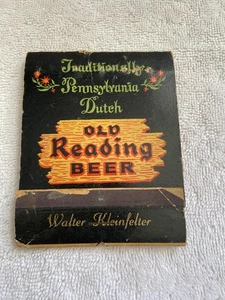 Traditionally
Pennsylvania
Dutch
OLD
Reading
BEER
Walter Kleinfelter